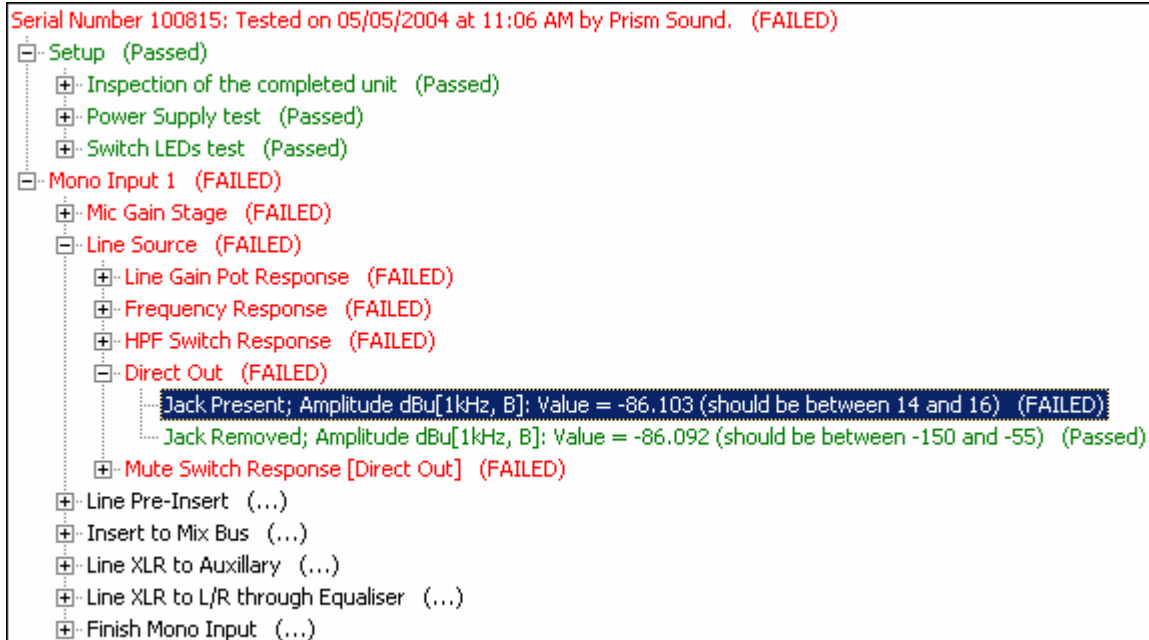 Serial Number 100815: Tested on 05/05/2004 at 11:06 AM by Prism Sound. (FAILED)
Setup (Passed)
Inspection of the completed unit (Passed)
Power Supply test (Passed)
Switch LEDs test (Passed)
Mono Input 1 (FAILED)
Mic Gain Stage (FAILED)
Line Source (FAILED)
Line Gain Pot Response (FAILED)
Frequency Response (FAILED)
HPF Switch Response (FAILED)
Direct Out (FAILED)
Jack Present; Amplitude dBu[1kHz, B]: Value = -86.103 (should be between 14 and 16) (FAILED)
Jack Removed; Amplitude dBu[1kHz, B]: Value = -86.092 (should be between -150 and -55) (Passed)
Mute Switch Response [Direct Out] (FAILED)
Line Pre-Insert (...)
Insert to Mix Bus (...)
Line XLR to Auxillary (...)
Line XLR to L/R through Equaliser (...)
Finish Mono Input (...)